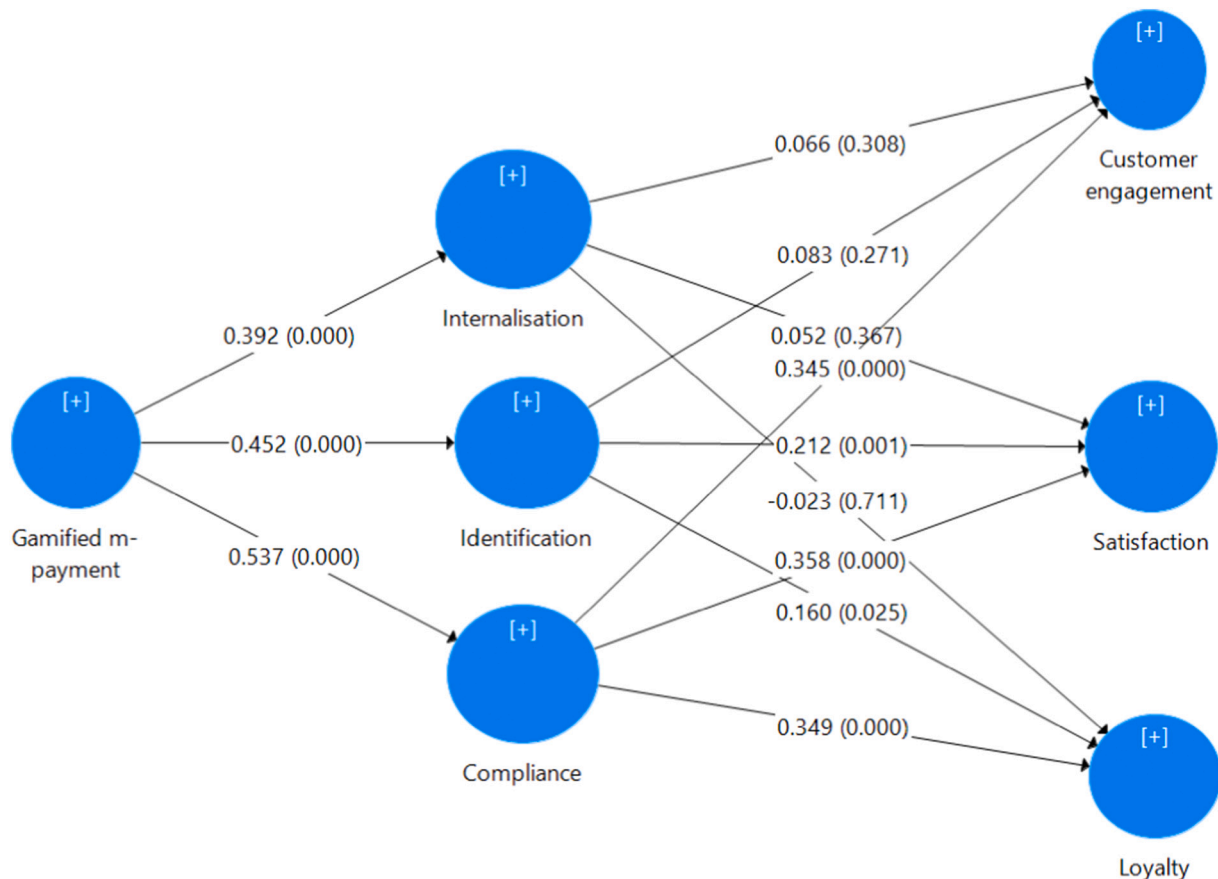 [+]
Customer
engagement
0.066 (0.308)
[+]
Internalisation
0.083 (0.271)
0.392 (0.000)
0.052 (0.367)
0.345 (0.000)
[+]
Gamified m-
payment
0.452 (0.000)
[+]
Identification
0.212 (0.001)
[+]
Satisfaction
-0.023 (0.711)
0.537 (0.000)
0.358 (0.000)
0.160 (0.025)
[+]
Compliance
0.349 (0.000)
[+]
Loyalty